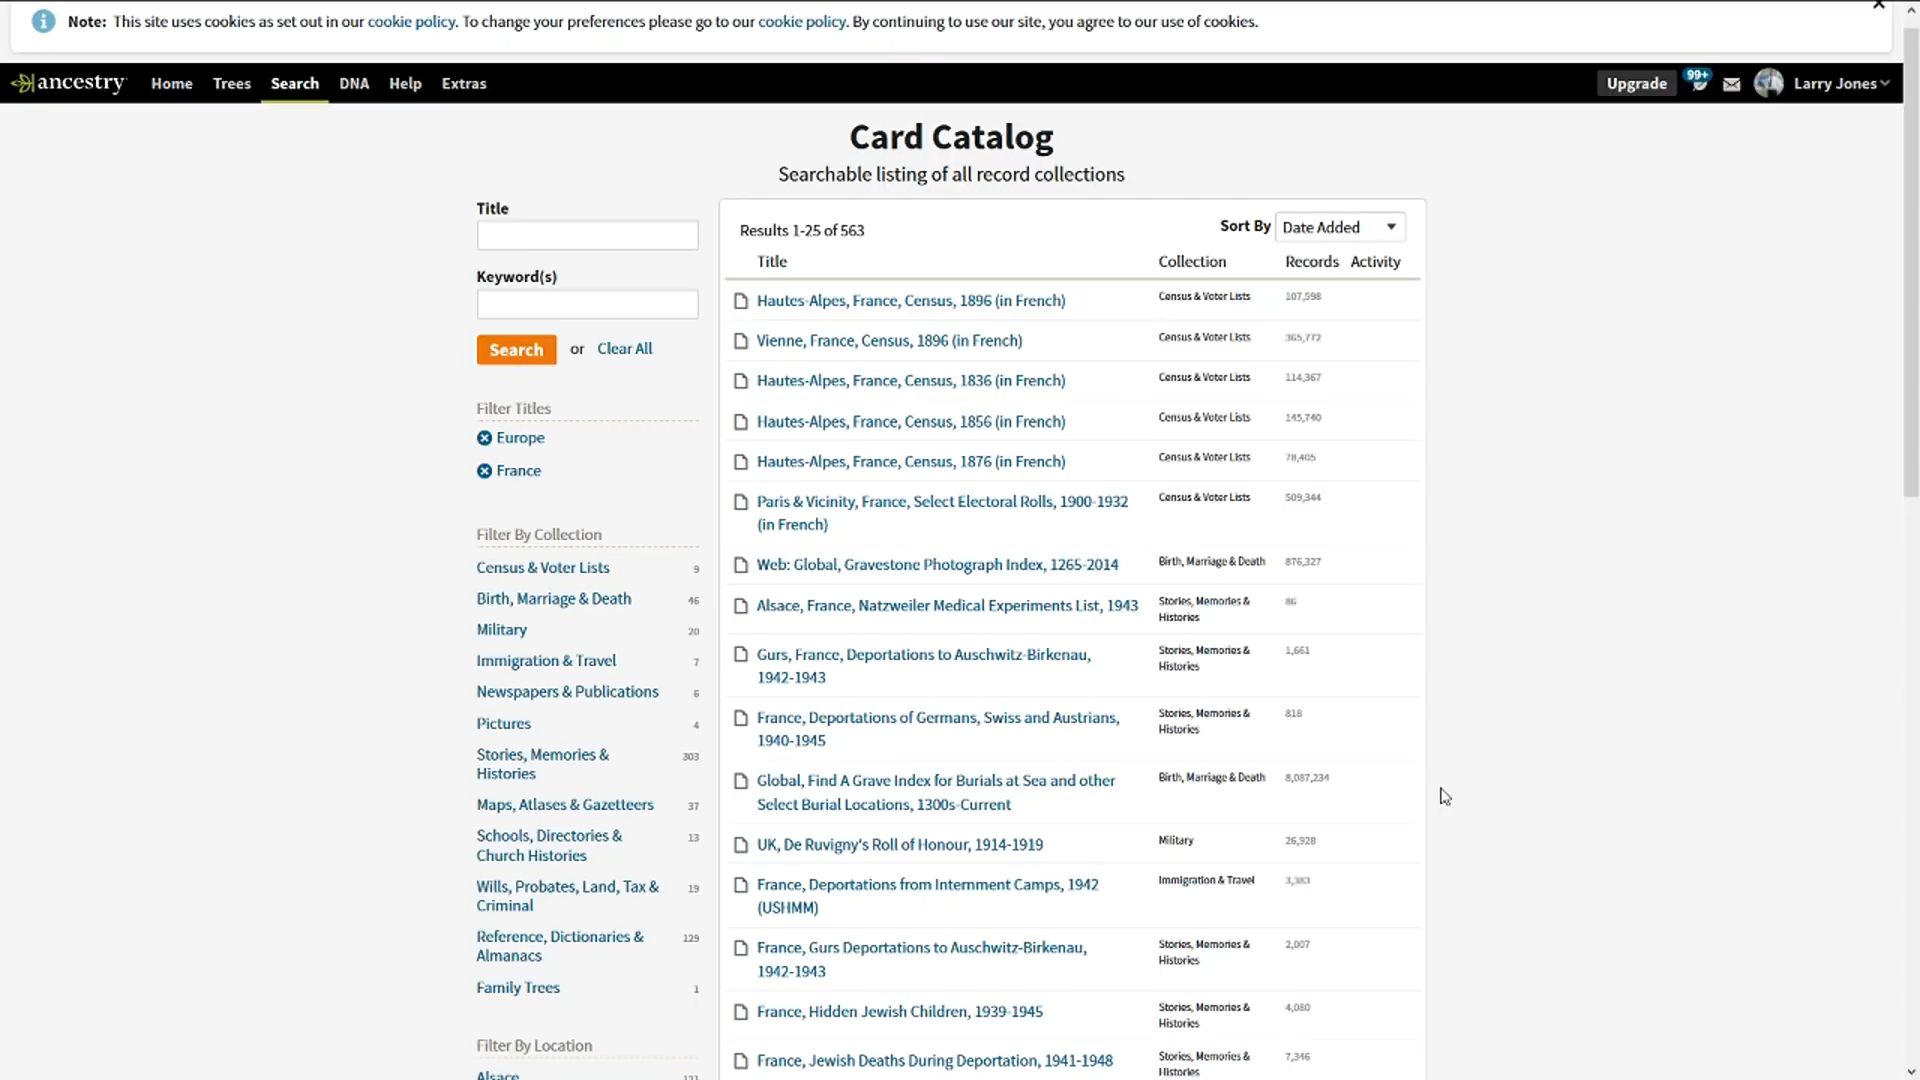 Note: This site uses cookies as set out in our cookie policy. To change your preferences please go to our cookie policy. By continuing to use our site, you agree to our use of cookies.
ancestry Home Trees Search DNA Help Extras Upgrade 99+ Larry Jones
Card Catalog
Searchable listing of all record collections
Title
Keyword(s)
Search or Clear All
Filter Titles
Europe
France
Filter By Collection
Census & Voter Lists 9
Birth, Marriage & Death 46
Military 20
Immigration & Travel 7
Newspapers & Publications 6
Pictures 4
Stories, Memories & 303
Histories
Maps, Atlases & Gazetteers 37
Schools, Directories & 13
Church Histories
Wills, Probates, Land, Tax & 19
Criminal
Reference, Dictionaries & 129
Almanacs
Family Trees 1
Filter By Location
Alsace 121
Results 1-25 of 563 Sort By Date Added
Title Collection Records Activity
Hautes-Alpes, France, Census, 1896 (in French) Census & Voter Lists 107,598
Vienne, France, Census, 1896 (in French) Census & Voter Lists 365,772
Hautes-Alpes, France, Census, 1836 (in French) Census & Voter Lists 114,367
Hautes-Alpes, France, Census, 1856 (in French) Census & Voter Lists 145,740
Hautes-Alpes, France, Census, 1876 (in French) Census & Voter Lists 78,405
Paris & Vicinity, France, Select Electoral Rolls, 1900-1932 Census & Voter Lists 509,344
(in French)
Web: Global, Gravestone Photograph Index, 1265-2014 Birth, Marriage & Death 876,327
Alsace, France, Natzweiler Medical Experiments List, 1943 Stories, Memories & 86
Histories
Gurs, France, Deportations to Auschwitz-Birkenau, Stories, Memories & 1,661
1942-1943 Histories
France, Deportations of Germans, Swiss and Austrians, Stories, Memories & 818
1940-1945 Histories
Global, Find A Grave Index for Burials at Sea and other Birth, Marriage & Death 8,087,234
Select Burial Locations, 1300s-Current
UK, De Ruvigny's Roll of Honour, 1914-1919 Military 26,928
France, Deportations from Internment Camps, 1942 Immigration & Travel 3,383
(USHMM)
France, Gurs Deportations to Auschwitz-Birkenau, Stories, Memories & 2,007
1942-1943 Histories
France, Hidden Jewish Children, 1939-1945 Stories, Memories & 4,080
Histories
France, Jewish Deaths During Deportation, 1941-1948 Stories, Memories & 7,346
Histories